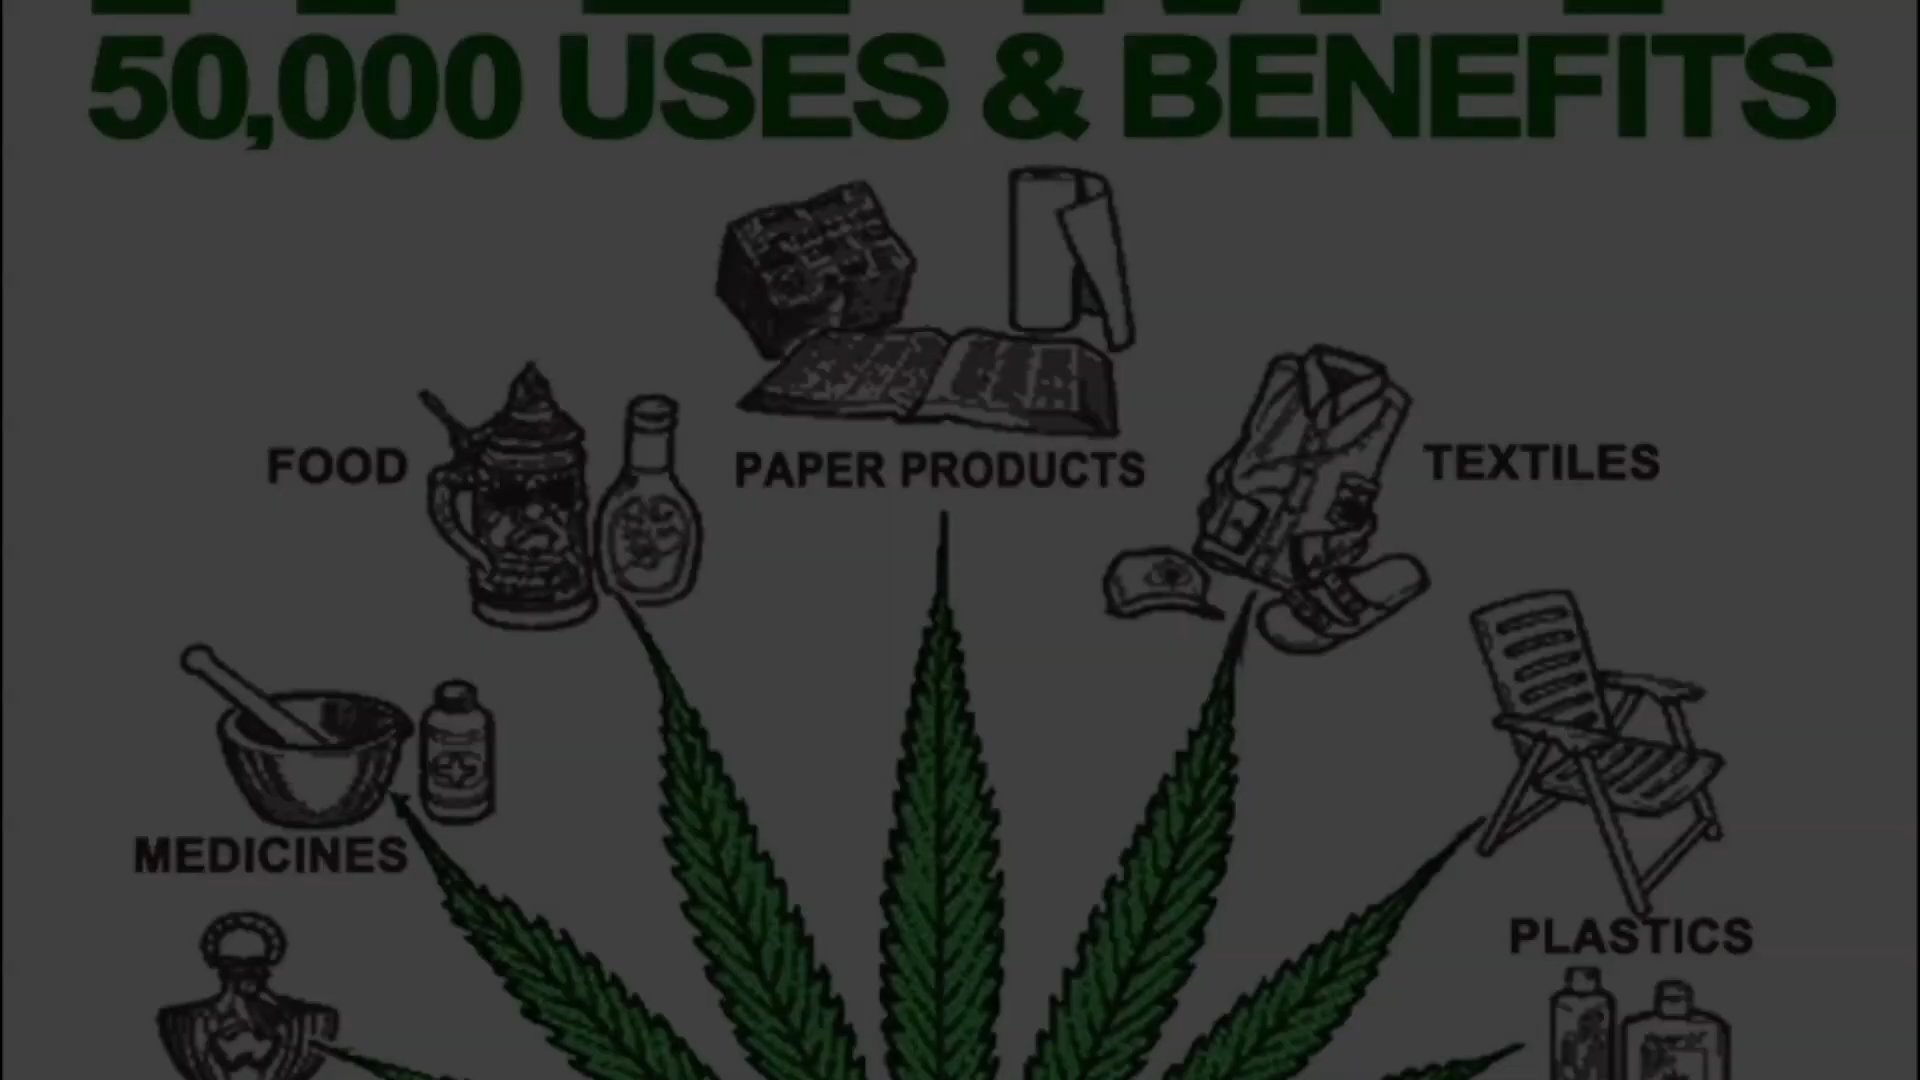 50,000 USES & BENEFITS
FOOD
PAPER PRODUCTS
TEXTILES
MEDICINES
PLASTICS